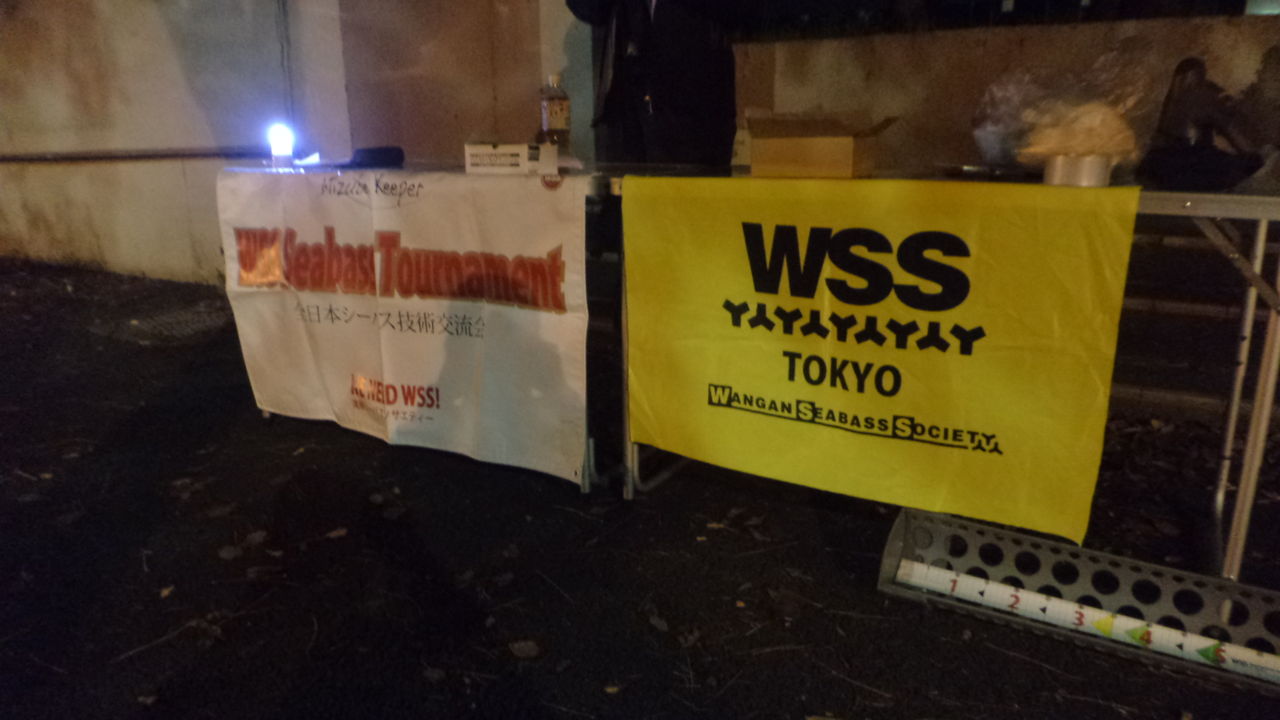 Keeper
WSS Seabass Tournament
全日本シーバス技術交流会
WSS!
WSS
TOKYO
WANGAN SEABASS SOCIETY
1 2 3 4 5